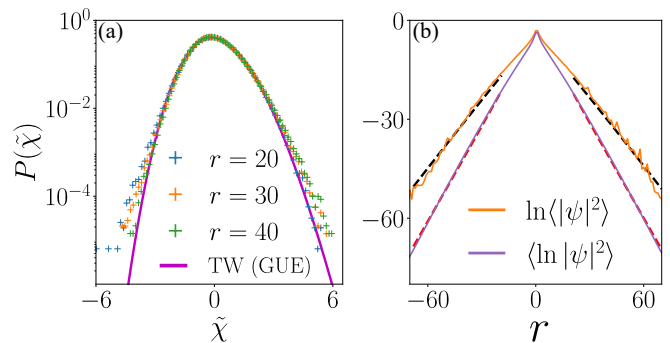 (a)
10^0
10^{-2}
10^{-4}
P(χ̃)
r = 20
r = 30
r = 40
TW (GUE)
−6
0
6
χ̃
(b)
0
−30
−60
ln⟨|ψ|²⟩
⟨ln |ψ|²⟩
−60
0
60
r